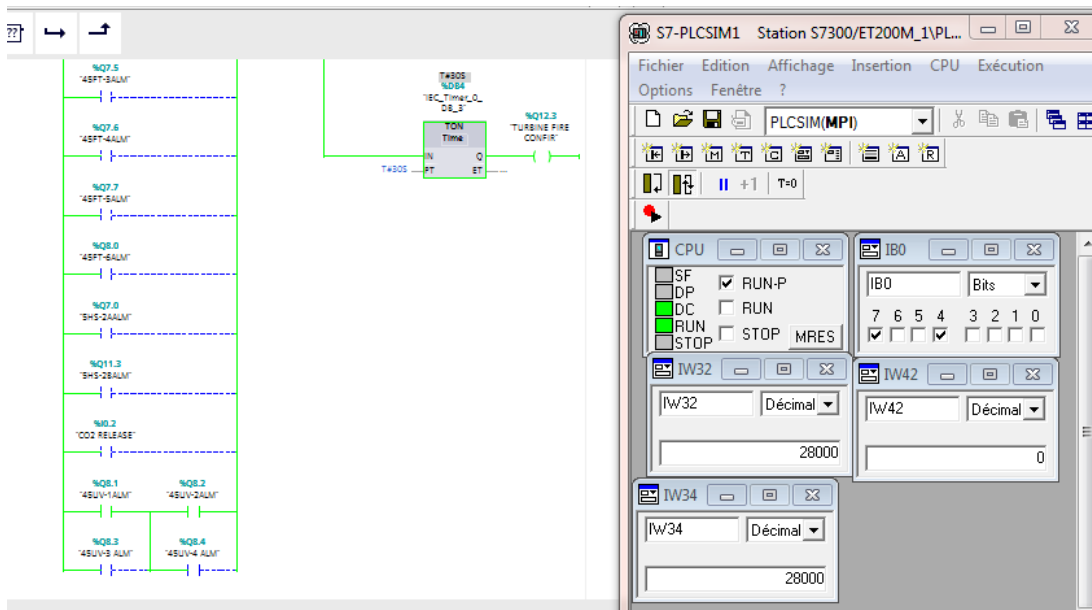 ??
%Q7.5
"45FT-3ALM"
%Q7.6
"45FT-4ALM"
%Q7.7
"45FT-5ALM"
%Q8.0
"45FT-6ALM"
%Q7.0
"5HS-2AALM"
%Q11.3
"5HS-2BALM"
%I0.2
"CO2 RELEASE"
%Q8.1
"45UV-1ALM"
%Q8.2
"45UV-2ALM"
%Q8.3
"45UV-3 ALM"
%Q8.4
"45UV-4 ALM"
T#30S
%DB4
"IEC_Timer_0_
DB_3"
TON
Time
IN Q
T#30S PT ET
%Q12.3
"TURBINE FIRE
CONFIR"
S7-PLCSIM1 Station S7300/ET200M_1\PL...
Fichier Edition Affichage Insertion CPU Exécution
Options Fenêtre ?
PLCSIM(MPI)
+1 T=0
CPU
SF
DP
DC
RUN
STOP
RUN-P
RUN
STOP MRES
IB0
IB0 Bits
7 6 5 4 3 2 1 0
IW32
IW32 Décimal
28000
IW42
IW42 Décimal
0
IW34
IW34 Décimal
28000